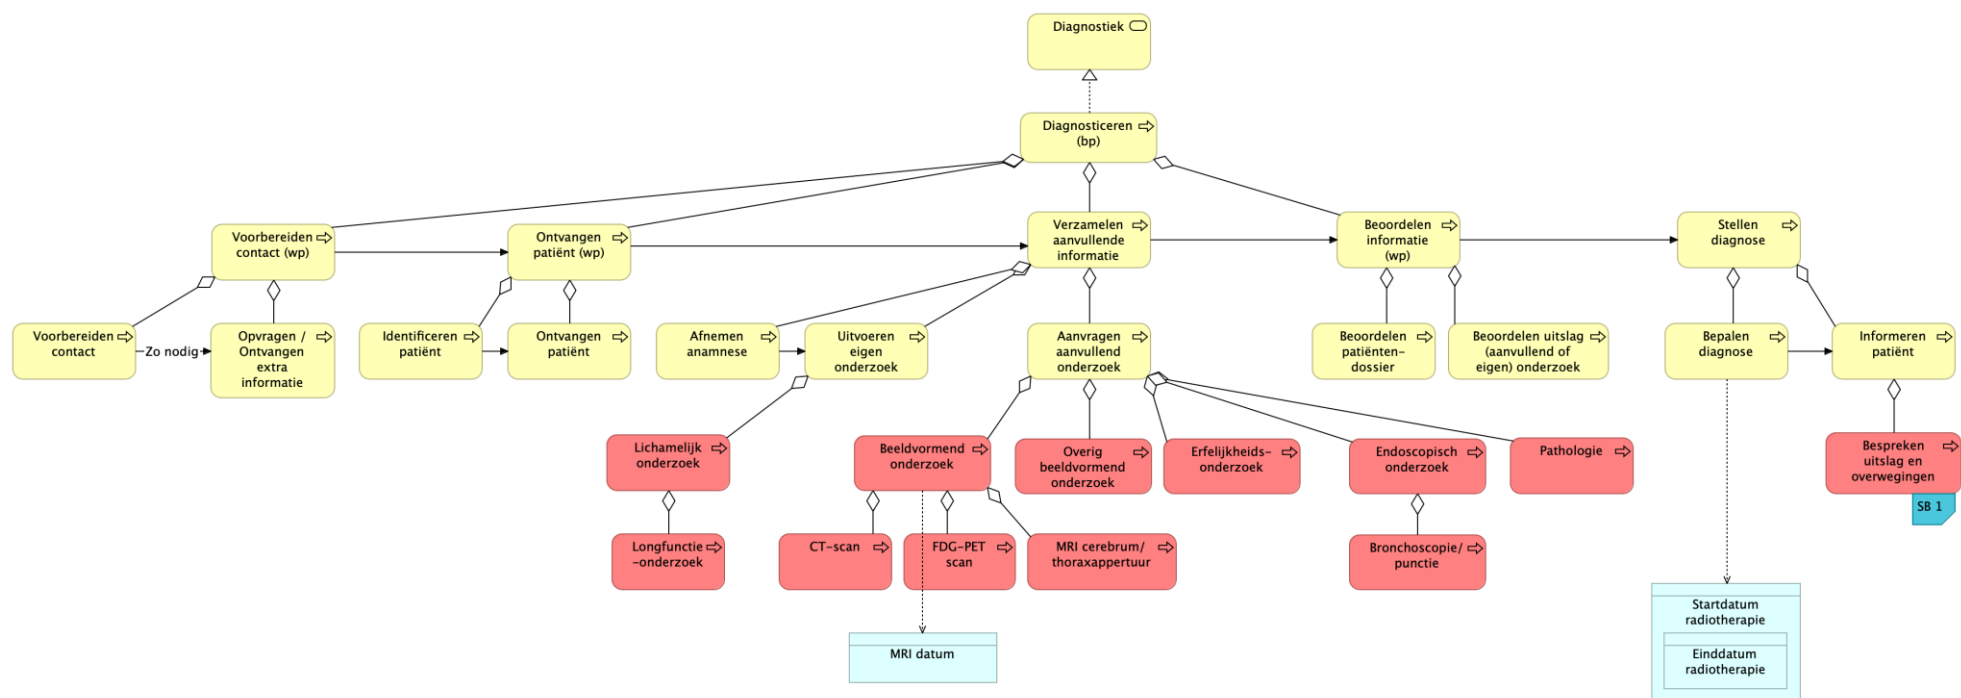 Diagnostiek
Diagnosticeren
(bp)
Voorbereiden
contact (wp)
Ontvangen
patiënt (wp)
Verzamelen
aanvullende
informatie
Beoordelen
informatie
(wp)
Stellen
diagnose
Voorbereiden
contact
Zo nodig
Opvragen /
Ontvangen
extra
informatie
Identificeren
patiënt
Ontvangen
patiënt
Afnemen
anamnese
Uitvoeren
eigen
onderzoek
Aanvragen
aanvullend
onderzoek
Beoordelen
patiënten-
dossier
Beoordelen uitslag
(aanvullend of
eigen) onderzoek
Bepalen
diagnose
Informeren
patiënt
Lichamelijk
onderzoek
Beeldvormend
onderzoek
Overig
beeldvormend
onderzoek
Erfelijkheids-
onderzoek
Endoscopisch
onderzoek
Pathologie
Bespreken
uitslag en
overwegingen
SB 1
Longfunctie
-onderzoek
CT-scan
FDG-PET
scan
MRI cerebrum/
thoraxappertuur
Bronchoscopie/
punctie
MRI datum
Startdatum
radiotherapie
Einddatum
radiotherapie